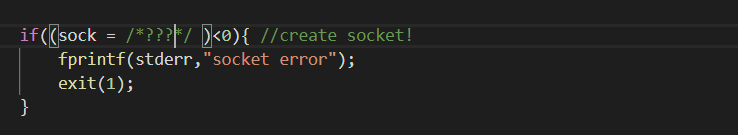 if((sock = /*???*/ )<0){ //create socket!
    fprintf(stderr,"socket error");
    exit(1);
}